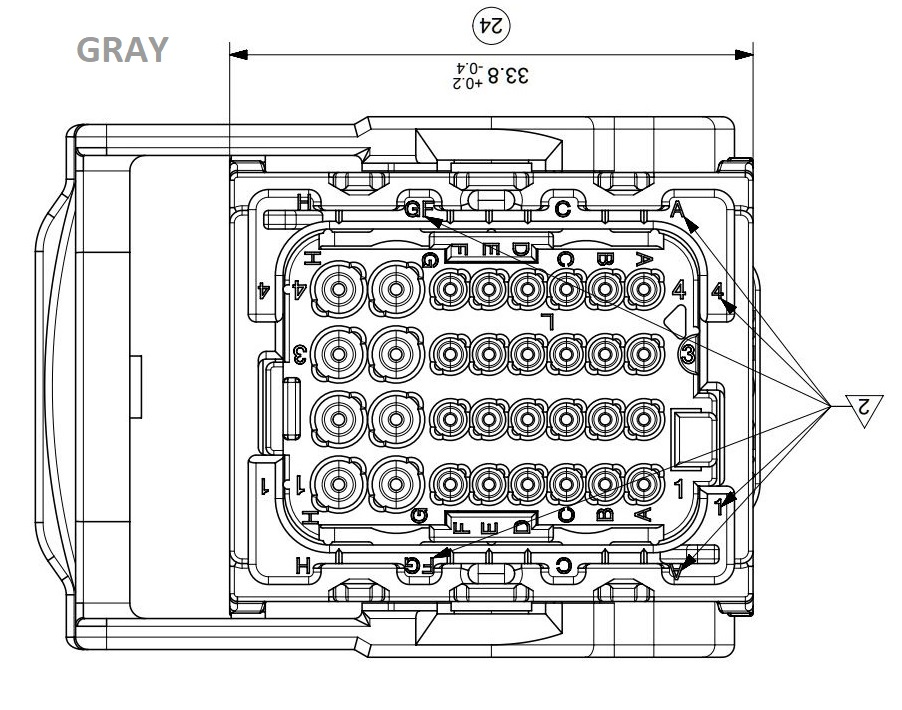 GRAY
24
33.8 +0.2 -0.4
H GF C A
H G F E D C B A
4 4 4 4
L
3 3
1 1 1 1
H G F E D C B A
H GF C A
2